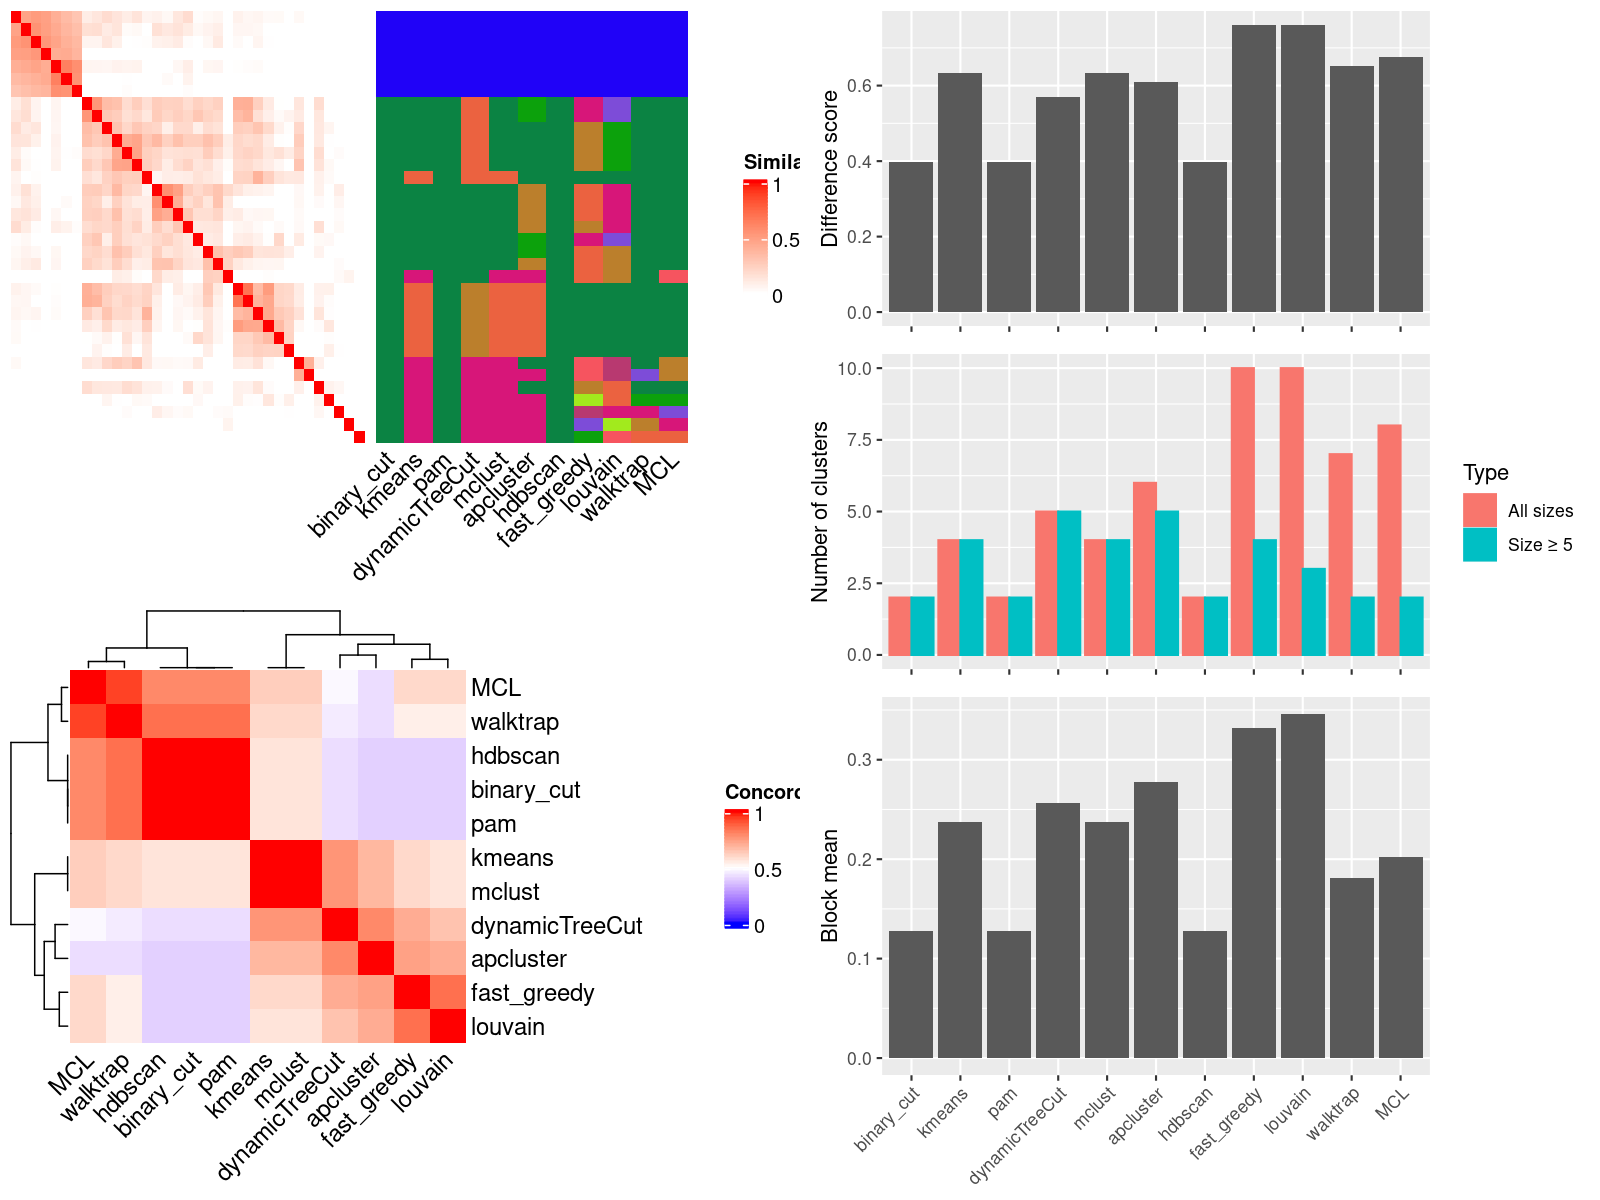 Simila
1
0.5
0
binary_cut
kmeans
pam
dynamicTreeCut
mclust
apcluster
hdbscan
fast_greedy
louvain
walktrap
MCL
Difference score
0.6
0.4
0.2
0.0
Number of clusters
10.0
7.5
5.0
2.5
0.0
Type
All sizes
Size ≥ 5
MCL
walktrap
hdbscan
binary_cut
pam
kmeans
mclust
dynamicTreeCut
apcluster
fast_greedy
louvain
MCL
walktrap
hdbscan
binary_cut
pam
kmeans
mclust
dynamicTreeCut
apcluster
fast_greedy
louvain
Concord
1
0.5
0
Block mean
0.3
0.2
0.1
0.0
binary_cut
kmeans
pam
dynamicTreeCut
mclust
apcluster
hdbscan
fast_greedy
louvain
walktrap
MCL